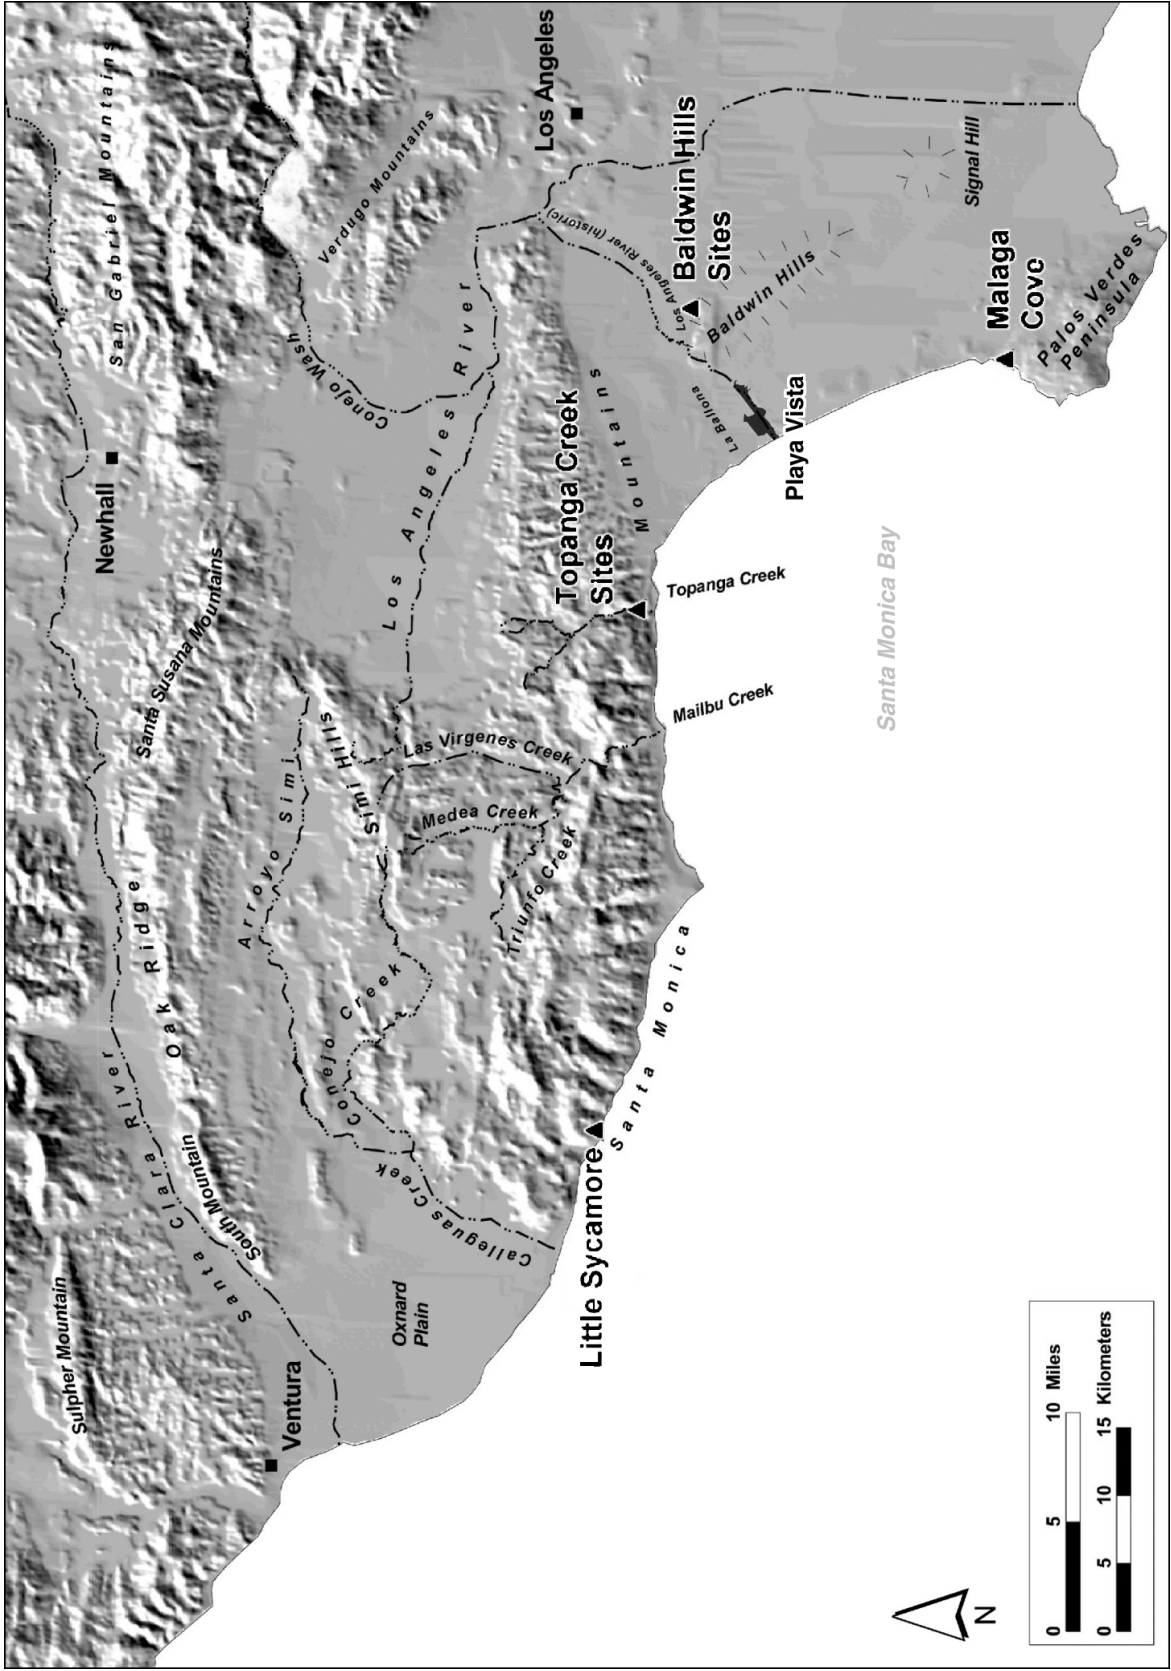 Sulpher Mountain
Ventura
Santa Clara River
South Mountain
Oak Ridge
Santa Susana Mountains
Newhall
San Gabriel Mountains
Verdugo Mountains
Conejo Wash
Los Angeles River
Los Angeles
Los Angeles River (historic)
Arroyo Simi
Simi Hills
Conejo Creek
Calleguas Creek
Oxnard
Plain
Las Virgenes Creek
Medea Creek
Triunfo Creek
Little Sycamore
Santa Monica
Mountains
Topanga Creek
Sites
Topanga Creek
Mailbu Creek
Baldwin Hills
Sites
Baldwin Hills
La Ballona
Playa Vista
Signal Hill
Malaga
Covc
Palos Verdes
Peninsula
Santa Monica Bay
N
0 5 10 Miles
0 5 10 15 Kilometers